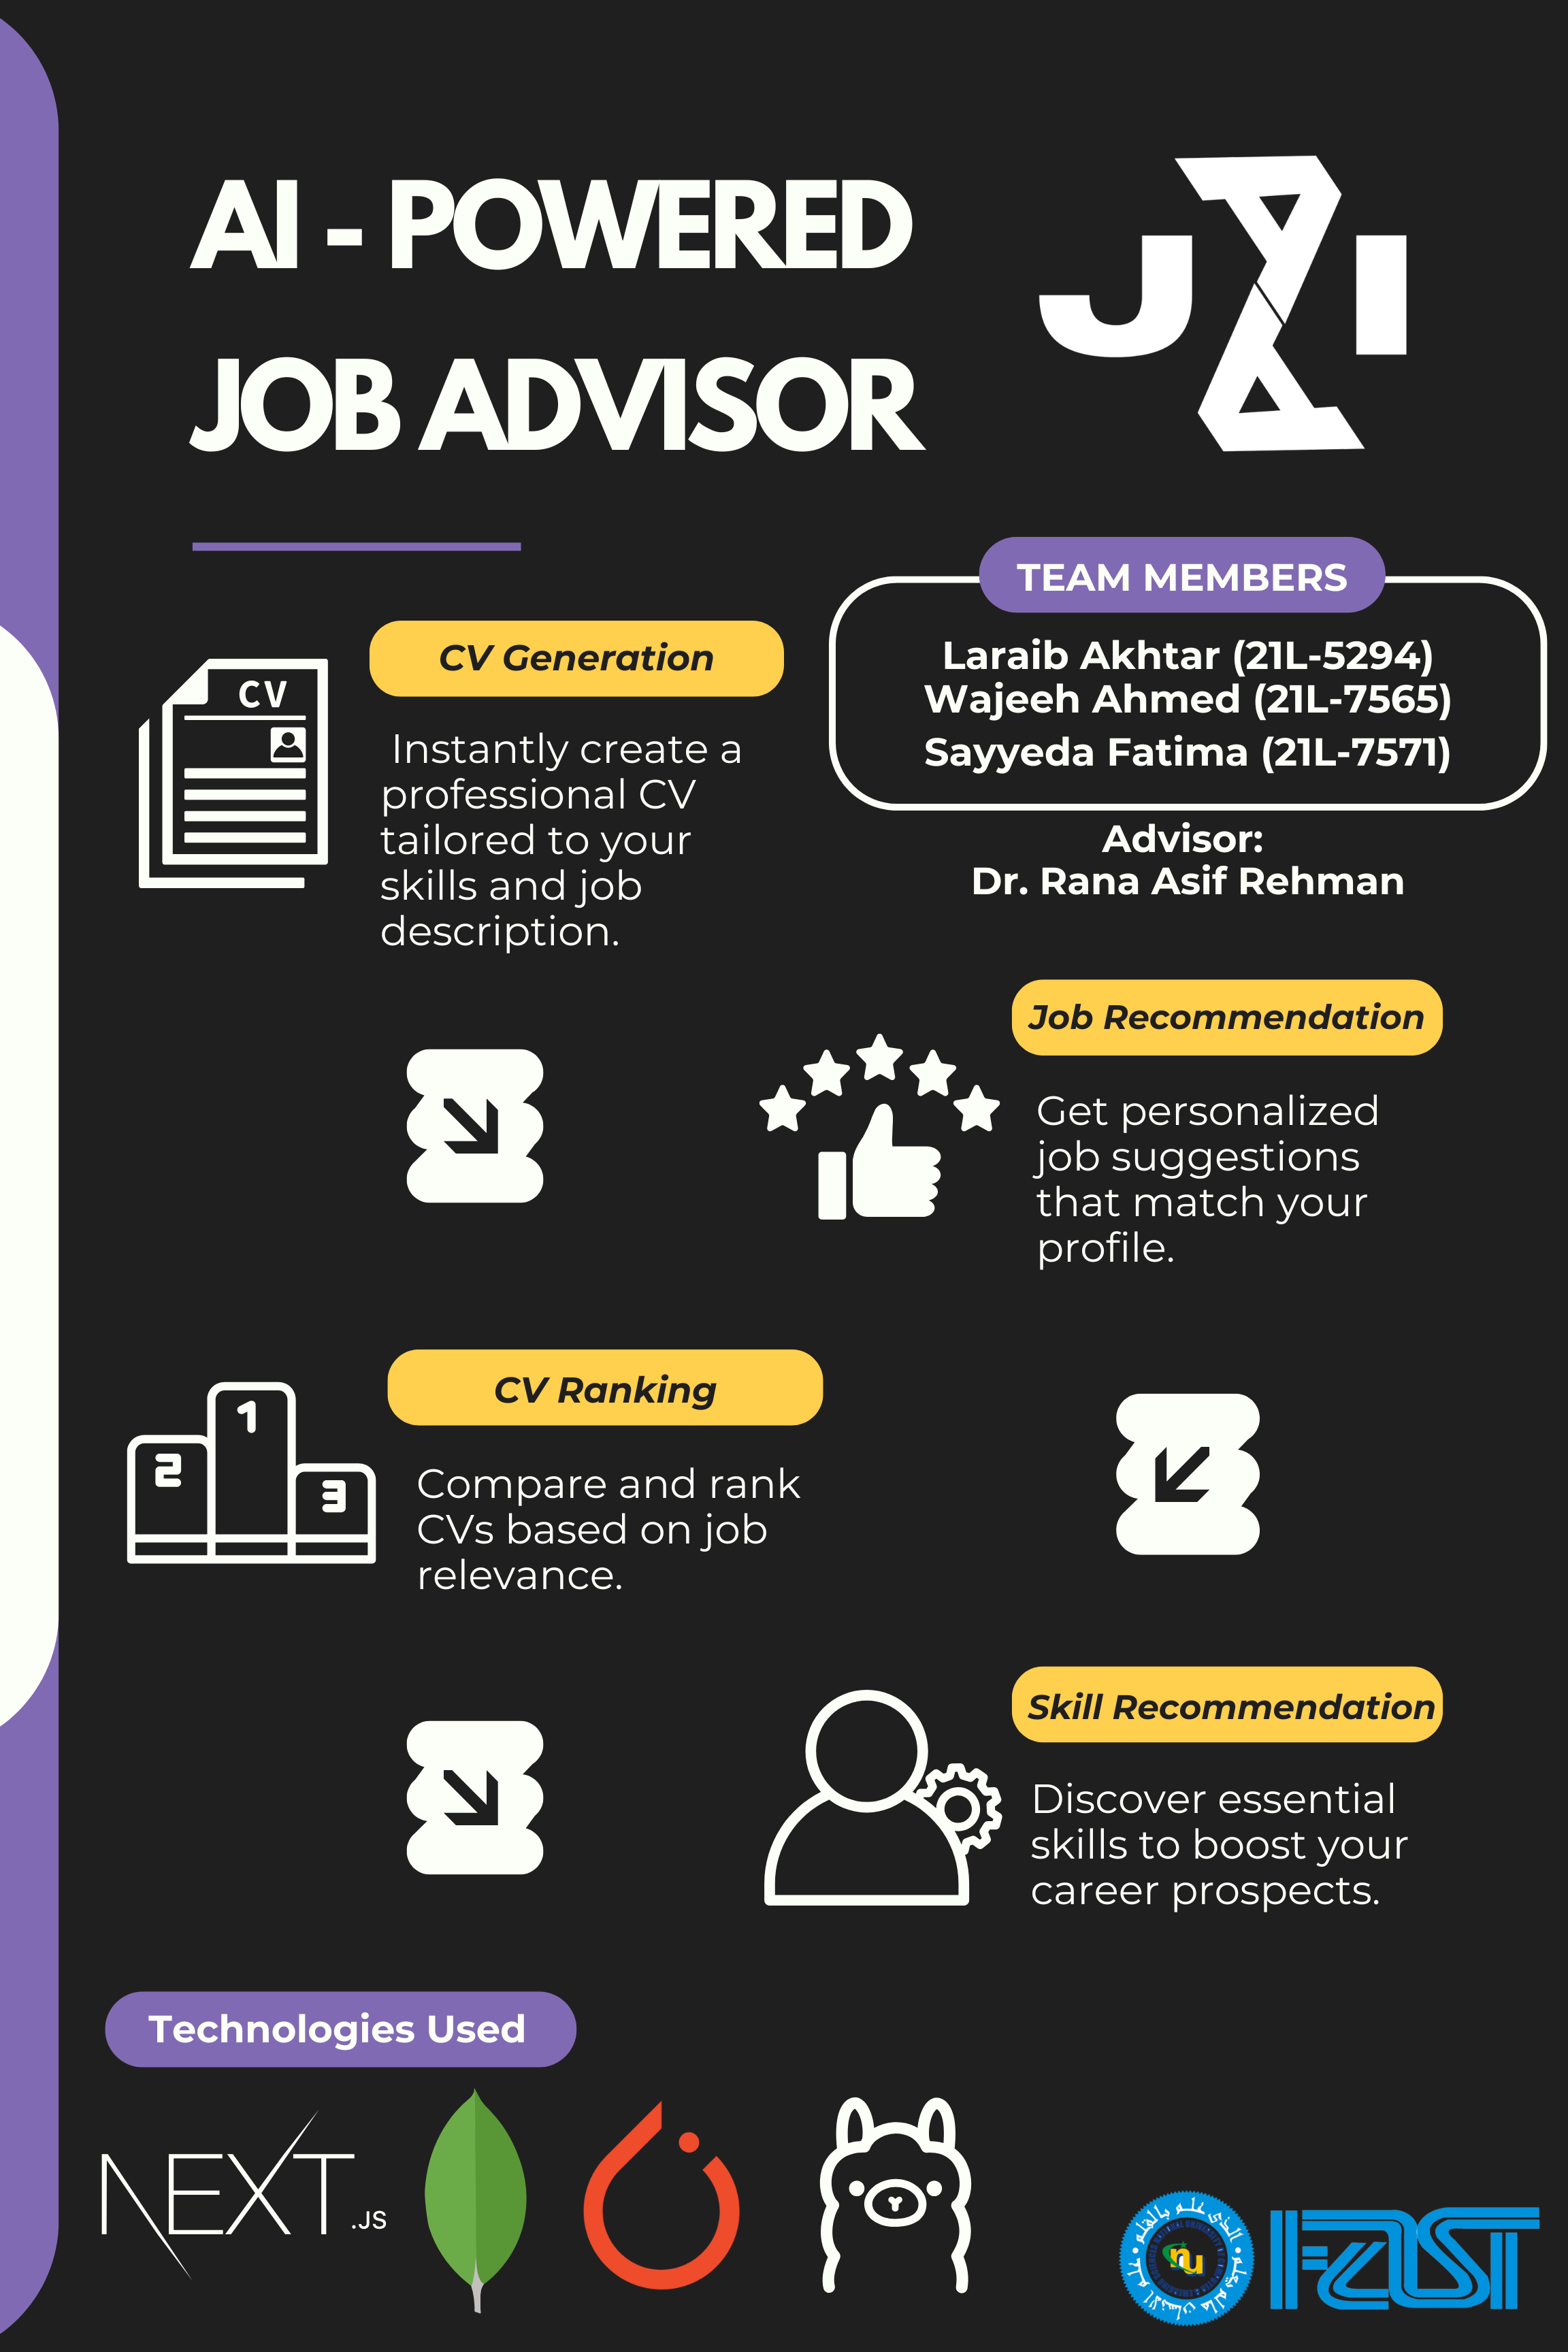 AI - POWERED
JOB ADVISOR
J I
TEAM MEMBERS
Laraib Akhtar (21L-5294)
Wajeeh Ahmed (21L-7565)
Sayyeda Fatima (21L-7571)
Advisor:
Dr. Rana Asif Rehman
CV Generation
CV
Instantly create a
professional CV
tailored to your
skills and job
description.
Job Recommendation
Get personalized
job suggestions
that match your
profile.
CV Ranking
1
2
3
Compare and rank
CVs based on job
relevance.
Skill Recommendation
Discover essential
skills to boost your
career prospects.
Technologies Used
NEXT.JS
nu
FAST